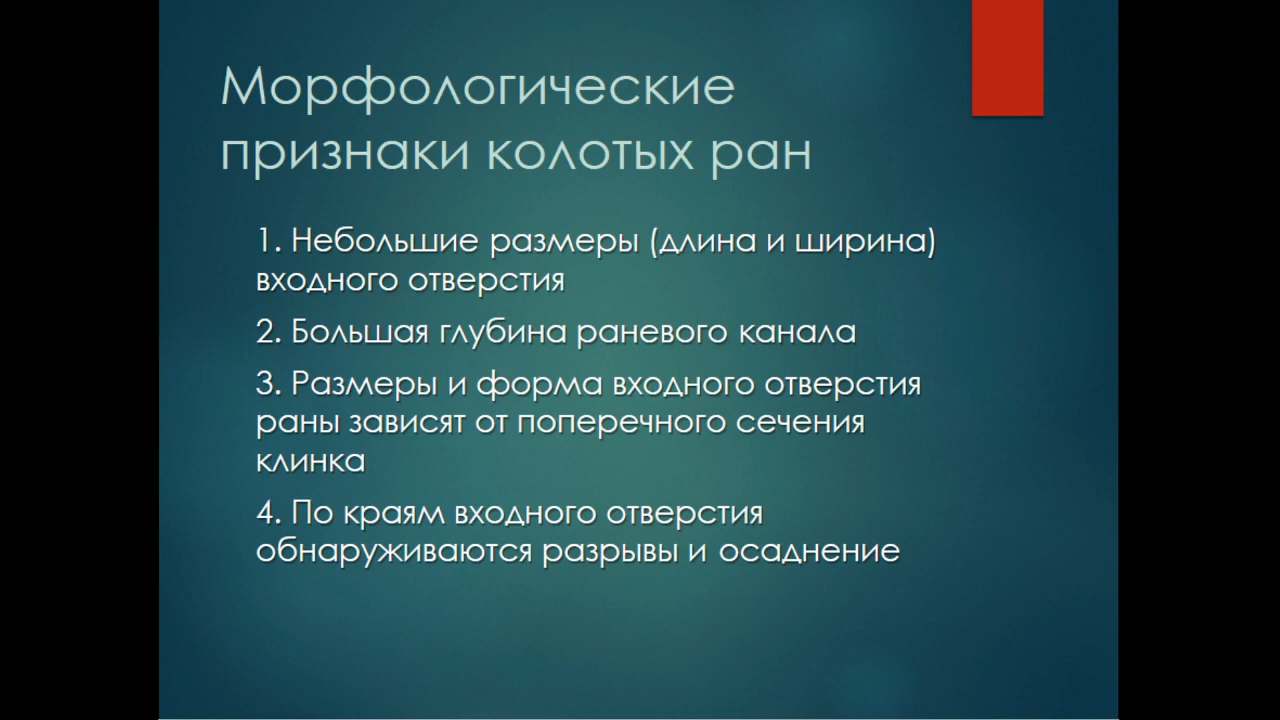 Морфологические
признаки колотых ран
1. Небольшие размеры (длина и ширина)
входного отверстия
2. Большая глубина раневого канала
3. Размеры и форма входного отверстия
раны зависят от поперечного сечения
клинка
4. По краям входного отверстия
обнаруживаются разрывы и осаднение